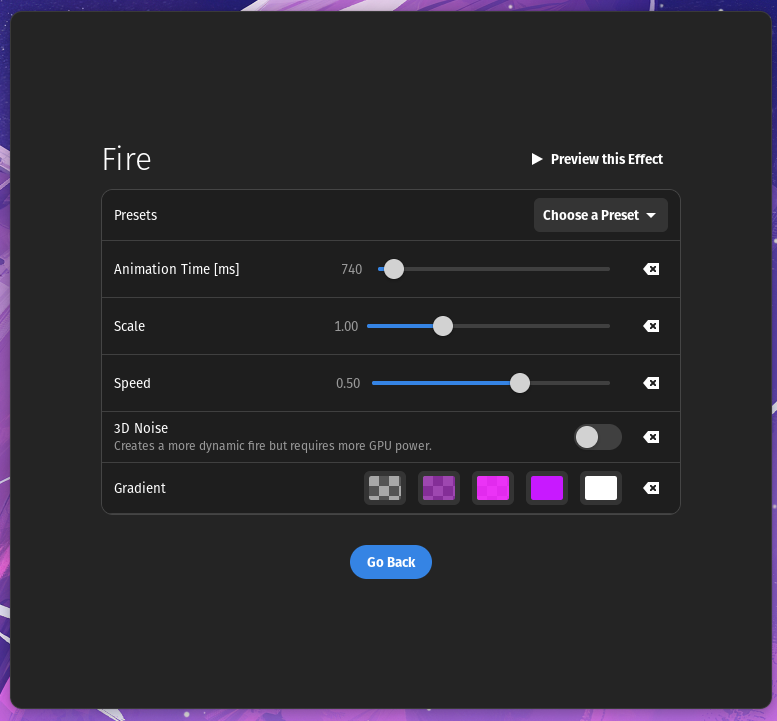 Fire
Preview this Effect
Presets
Choose a Preset
Animation Time [ms]
740
Scale
1.00
Speed
0.50
3D Noise
Creates a more dynamic fire but requires more GPU power.
Gradient
Go Back